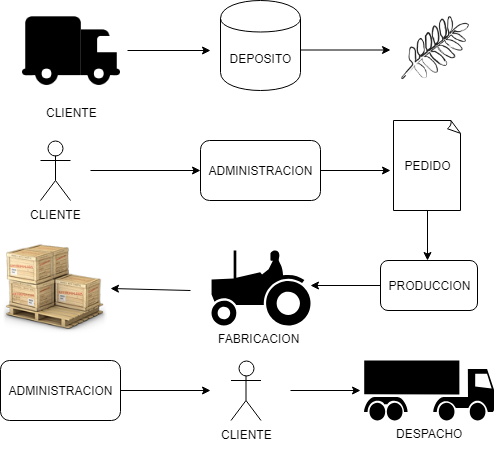 DEPOSITO
CLIENTE
ADMINISTRACION
PEDIDO
CLIENTE
PRODUCCION
FABRICACION
ADMINISTRACION
CLIENTE
DESPACHO